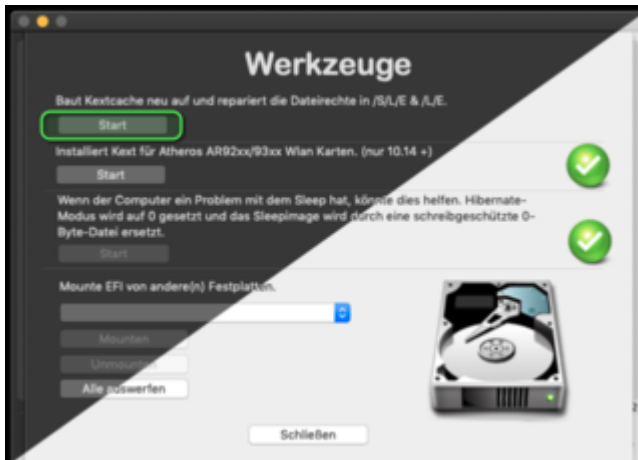 Werkzeuge
Baut Kextcache neu auf und repariert die Dateirechte in /S/L/E & /L/E.
Start
Installiert Kext für Atheros AR92xx/93xx Wlan Karten. (nur 10.14 +)
Start
Wenn der Computer ein Problem mit dem Sleep hat, könnte dies helfen. Hibernate-
Modus wird auf 0 gesetzt und das Sleepimage wird durch eine schreibgeschützte 0-
Byte-Datei ersetzt.
Start
Mounte EFI von andere(n) Festplatten.
Mounten
Unmounten
Alle auswerfen
Schließen
2